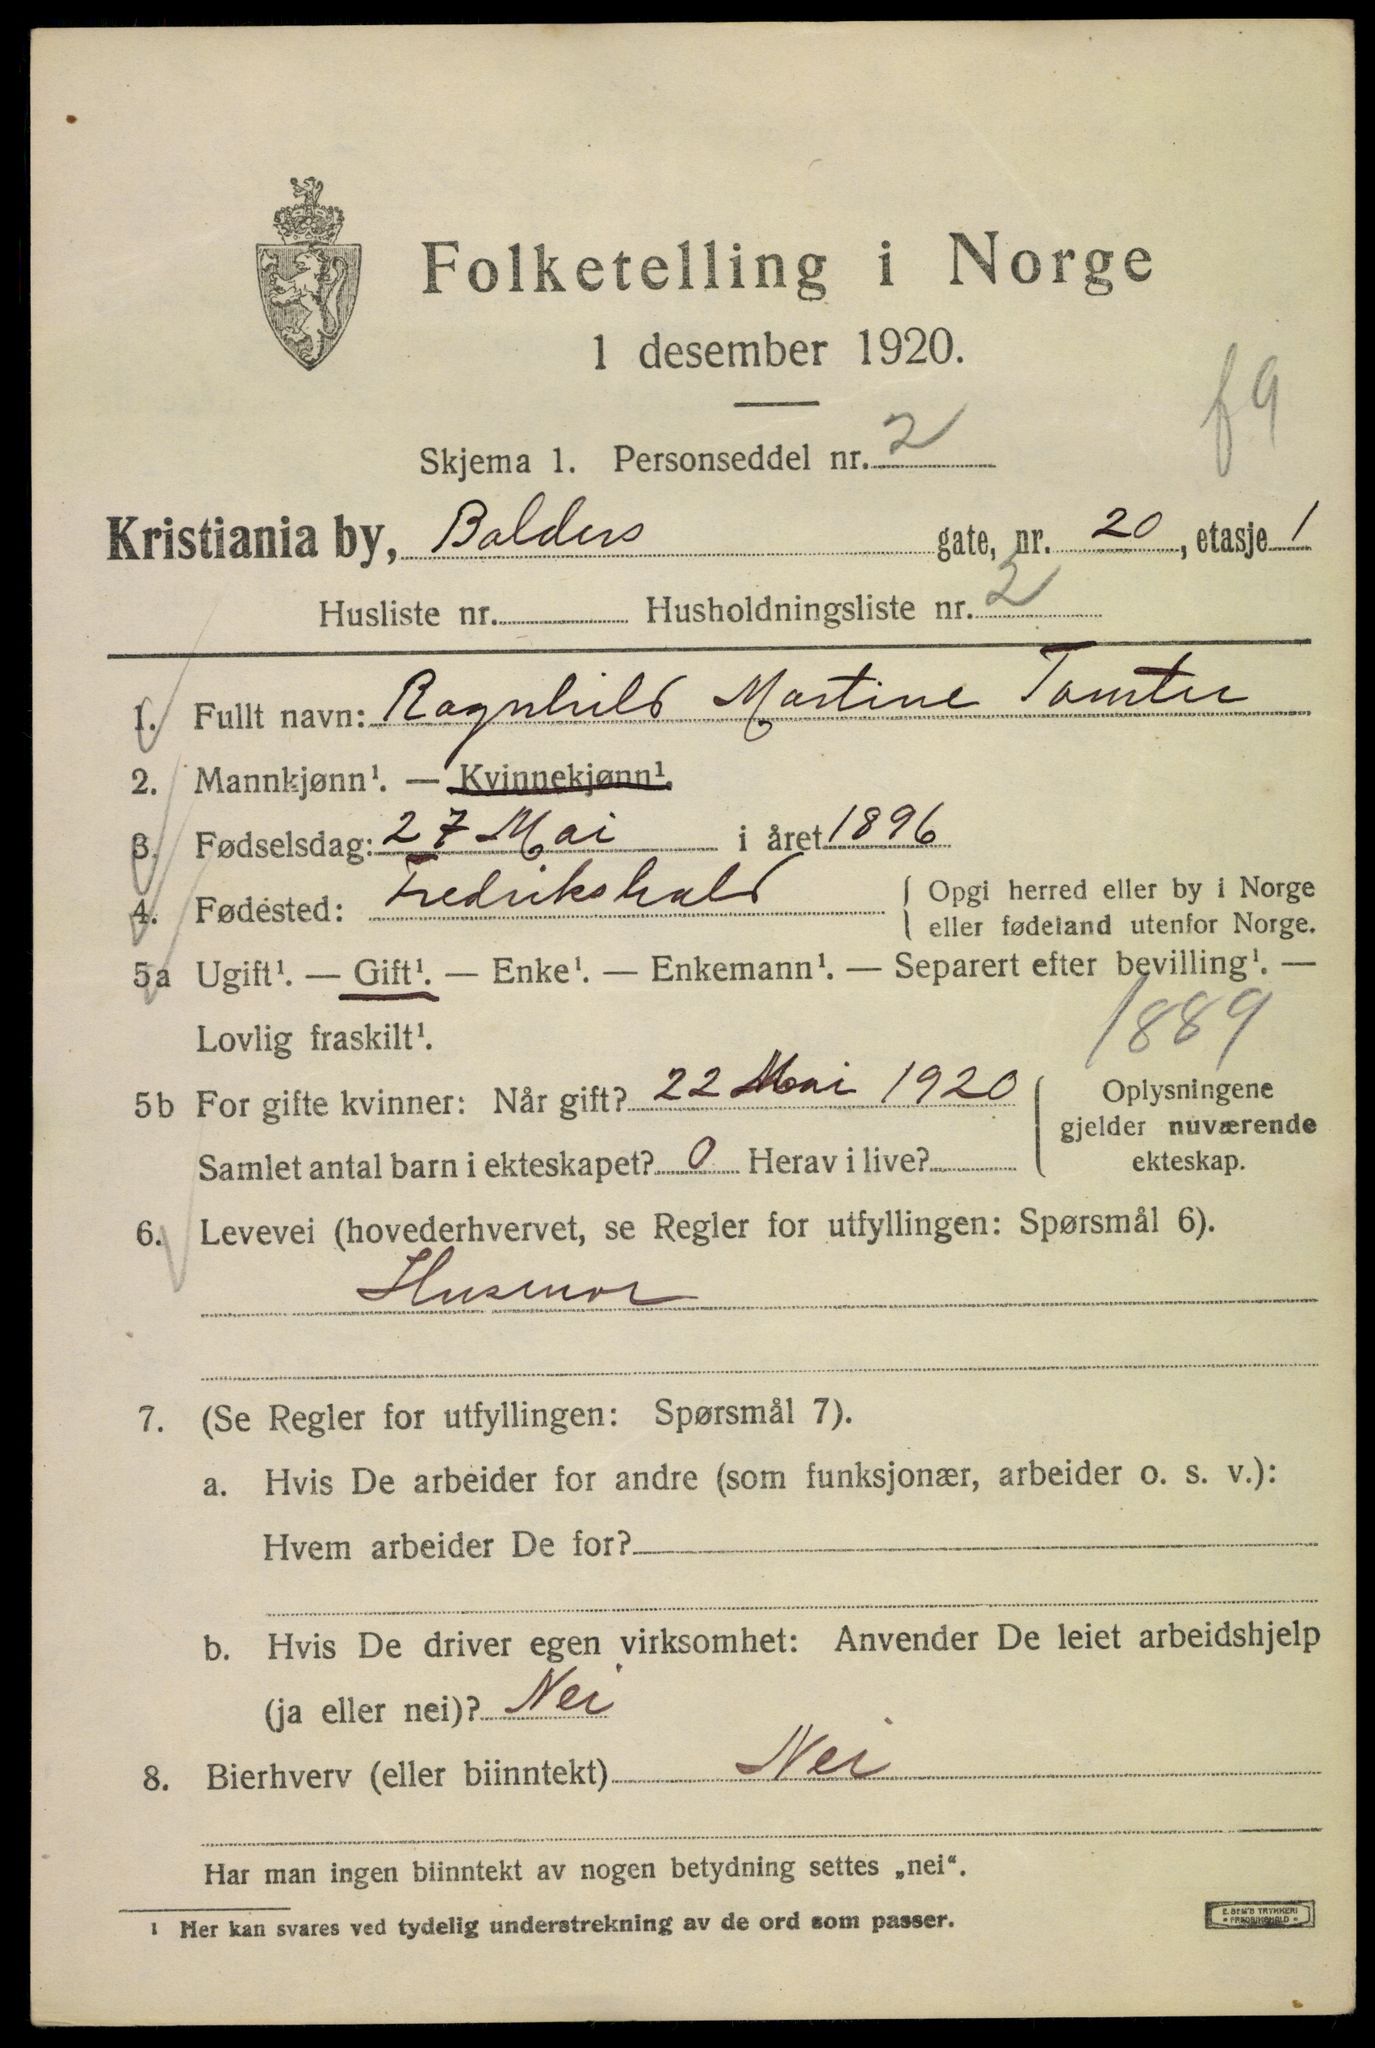 Folketelling i Norge
1 desember 1920.
f9
Skjema 1. Personseddel nr. 2
Kristiania by, Balders gate, nr. 20, etasje 1
Husliste nr. Husholdningsliste nr. 2
1. Fullt navn: Ragnhild Martine Tomter
2. Mannkjønn¹. — Kvinnekjønn¹.
3. Fødselsdag: 27 Mai i året 1896
4. Fødested: Fredrikshald { Opgi herred eller by i Norge
eller fødeland utenfor Norge.
5a Ugift¹. — Gift¹. — Enke¹. — Enkemann¹. — Separert efter bevilling¹. —
Lovlig fraskilt¹.
1889
5b For gifte kvinner: Når gift? 22 Mai 1920 { Oplysningene
gjelder nuværende
Samlet antal barn i ekteskapet? 0 Herav i live? ekteskap.
6. Levevei (hovederhvervet, se Regler for utfyllingen: Spørsmål 6).
Husmor
7. (Se Regler for utfyllingen: Spørsmål 7).
a. Hvis De arbeider for andre (som funksjonær, arbeider o. s. v.):
Hvem arbeider De for?
b. Hvis De driver egen virksomhet: Anvender De leiet arbeidshjelp
(ja eller nei)? Nei
8. Bierhverv (eller biinntekt) Nei
Har man ingen biinntekt av nogen betydning settes „nei“.
¹ Her kan svares ved tydelig understrekning av de ord som passer.
E. SEM'S TRYKKERI
FREDRIKSHALD